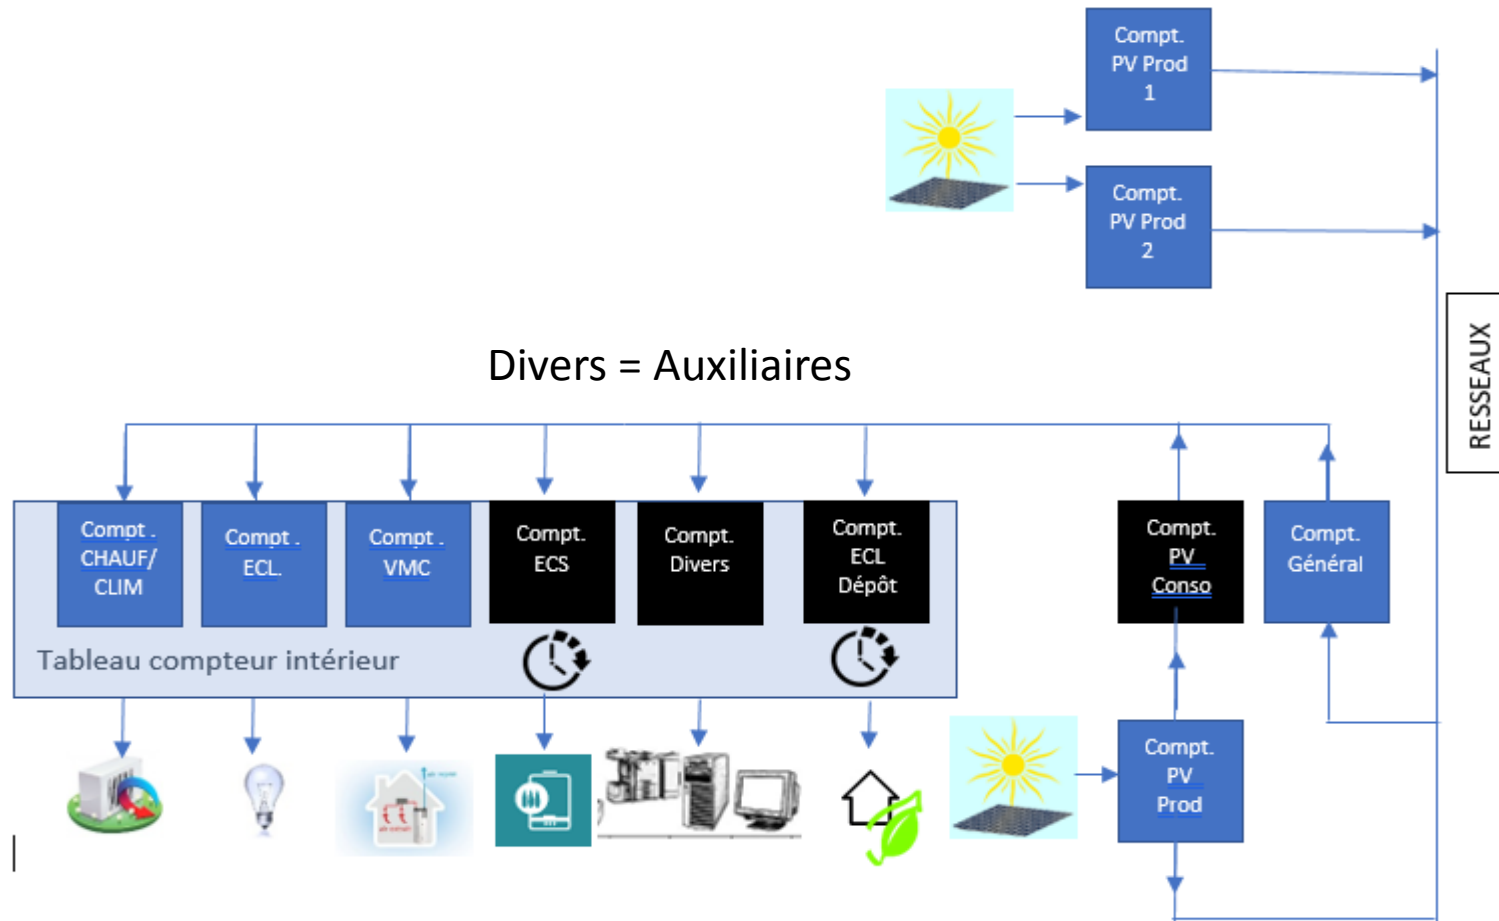 Compt.
PV Prod
1
Compt.
PV Prod
2
RESSEAUX
Divers = Auxiliaires
Compt .
CHAUF/
CLIM
Compt .
ECL.
Compt .
VMC
Compt.
ECS
Compt.
Divers
Compt.
ECL
Dépôt
Compt.
PV
Conso
Compt.
Général
Tableau compteur intérieur
Compt.
PV
Prod